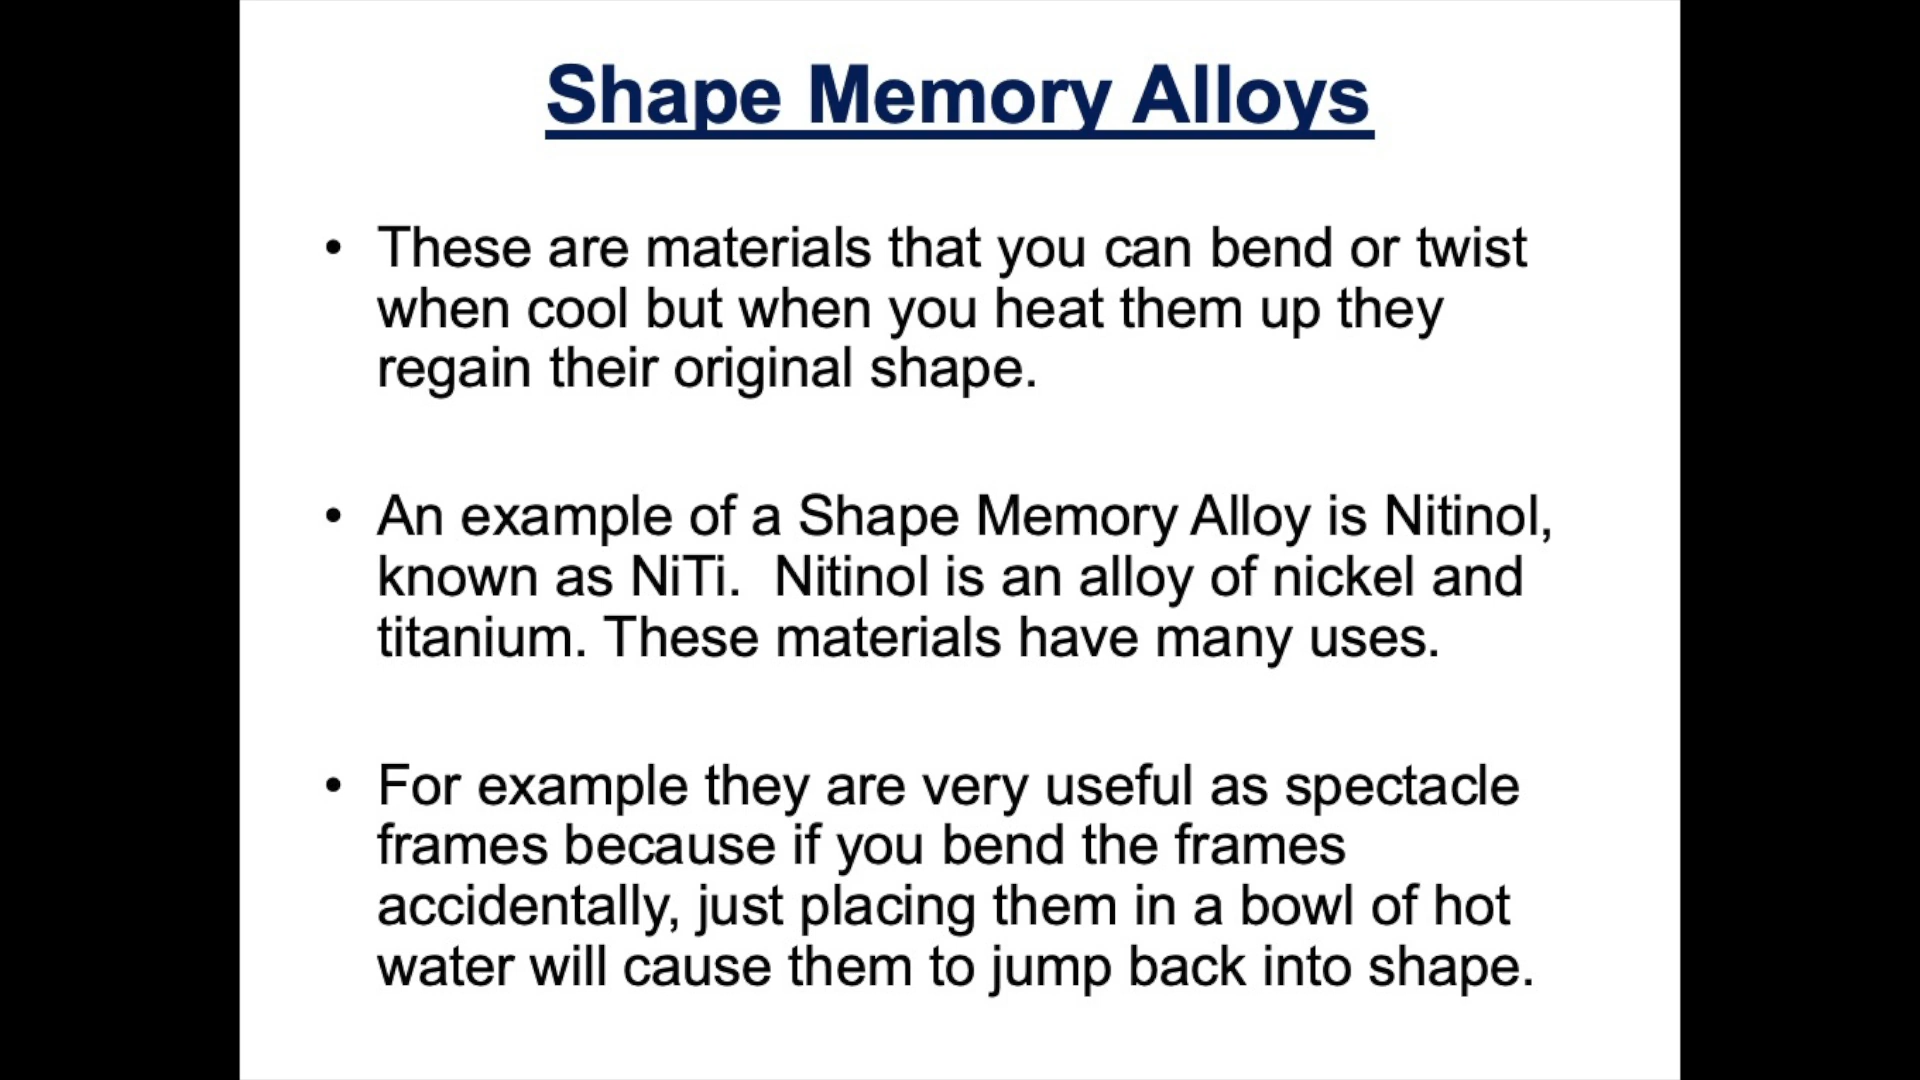 Shape Memory Alloys
• These are materials that you can bend or twist
when cool but when you heat them up they
regain their original shape.
• An example of a Shape Memory Alloy is Nitinol,
known as NiTi.  Nitinol is an alloy of nickel and
titanium. These materials have many uses.
• For example they are very useful as spectacle
frames because if you bend the frames
accidentally, just placing them in a bowl of hot
water will cause them to jump back into shape.